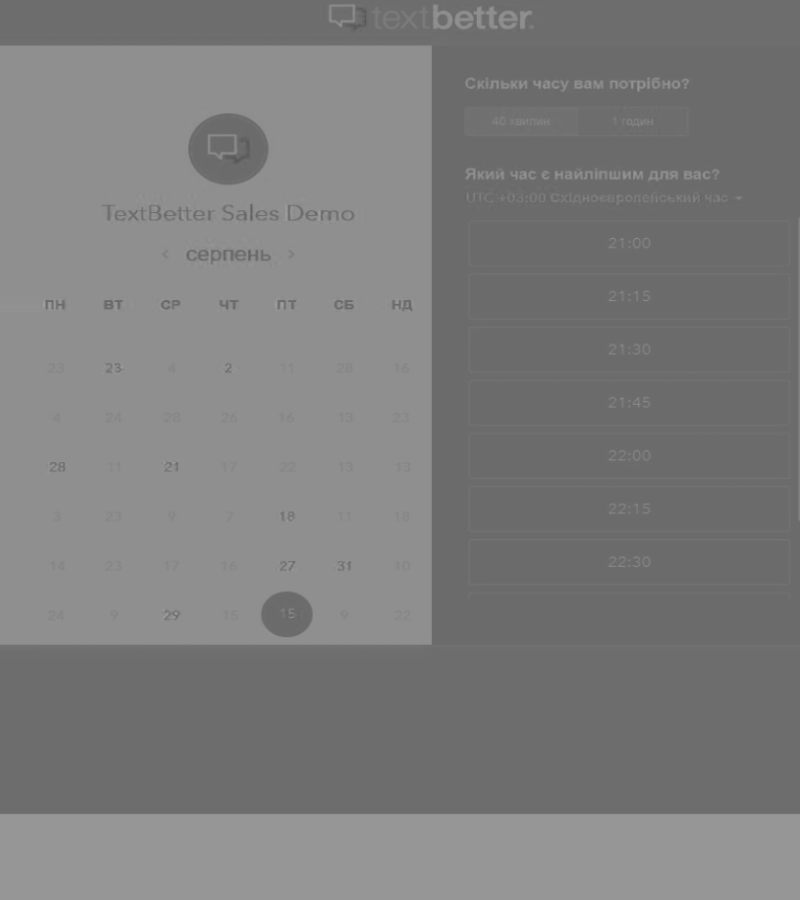 textbetter.
TextBetter Sales Demo
‹ серпень ›
ПН ВТ СР ЧТ ПТ СБ НД
23 23 4 2 11 28 16
4 24 25 26 16 13 23
28 11 21 17 22 13 13
3 23 9 7 18 11 18
14 23 17 16 27 31 10
24 9 29 15 15 9 22
Скільки часу вам потрібно?
40 хвилин 1 годин
Який час є найліпшим для вас?
UTC +03:00 Східноєвропейський час
21:00
21:15
21:30
21:45
22:00
22:15
22:30